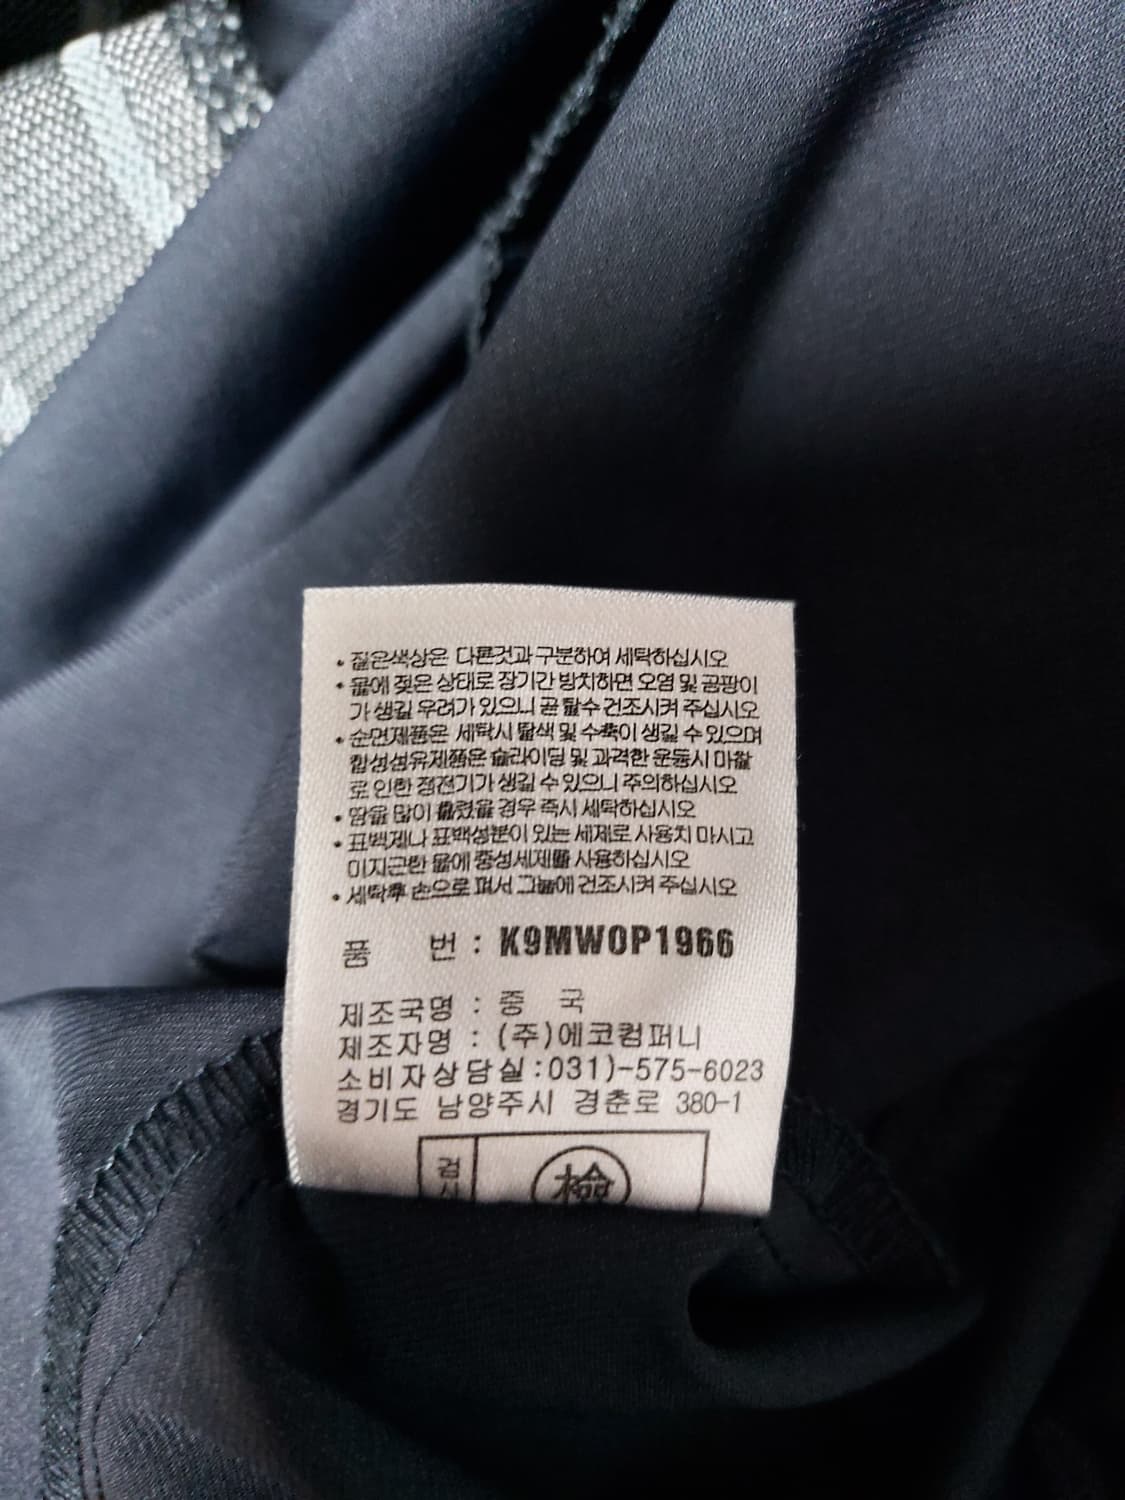 • 짙은색상은 다른것과 구분하여 세탁하십시오
• 물에 젖은 상태로 장기간 방치하면 오염 및 곰팡이
가 생길 우려가 있으니 곧 탈수 건조시켜 주십시오
• 순면제품은 세탁시 탈색 및 수축이 생길 수 있으며
합성섬유제품은 슬라이딩 및 과격한 운동시 마찰
로 인한 정전기가 생길 수 있으니 주의하십시오
• 땀을 많이 흘렸을 경우 즉시 세탁하십시오
• 표백제나 표백성분이 있는 세제로 사용치 마시고
미지근한 물에 중성세제를 사용하십시오
• 세탁후 손으로 펴서 그늘에 건조시켜 주십시오
품 번 : K9MWOP1966
제조국명 : 중 국
제조자명 : (주)에코컴퍼니
소비자상담실:031)-575-6023
경기도 남양주시 경춘로 380-1
검
檢